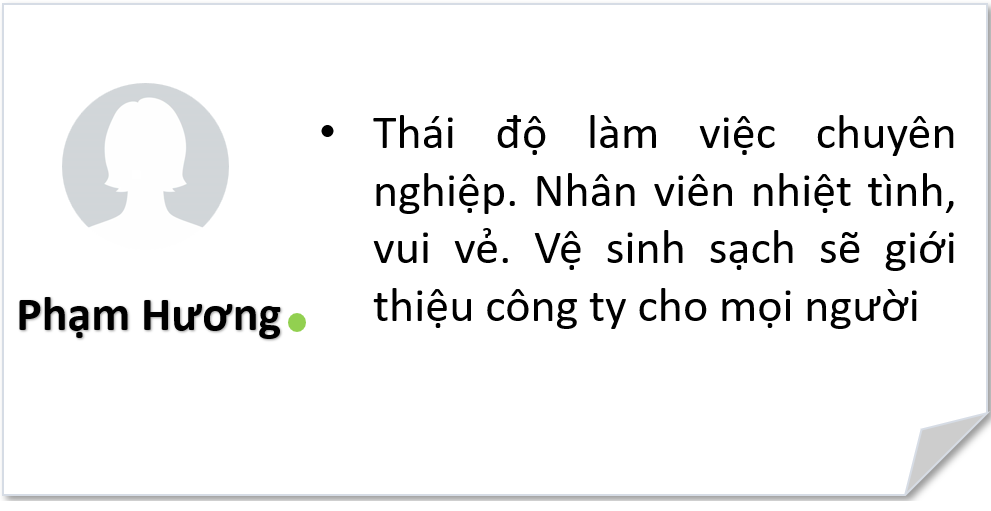 Phạm Hương
• Thái độ làm việc chuyên
nghiệp. Nhân viên nhiệt tình,
vui vẻ. Vệ sinh sạch sẽ giới
thiệu công ty cho mọi người